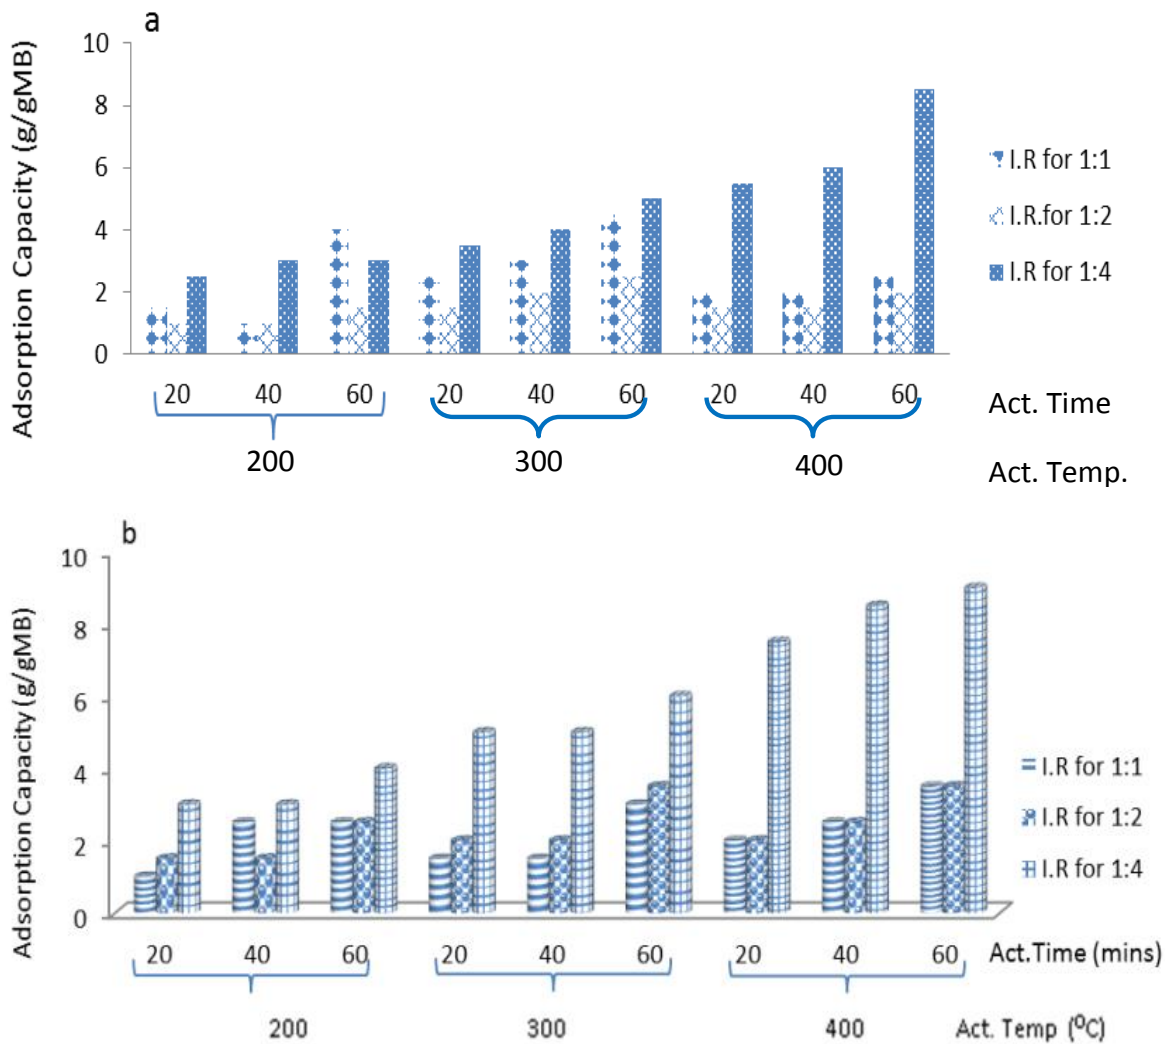 a
Adsorption Capacity (g/gMB)
10
8
6
4
2
0
I.R for 1:1
I.R.for 1:2
I.R for 1:4
20 40 60 20 40 60 20 40 60 Act. Time
200 300 400
Act. Temp.
b
Adsorption Capacity (g/gMB)
10
8
6
4
2
0
I.R for 1:1
I.R for 1:2
I.R for 1:4
20 40 60 20 40 60 20 40 60 Act.Time (mins)
200 300 400 Act. Temp (⁰C)